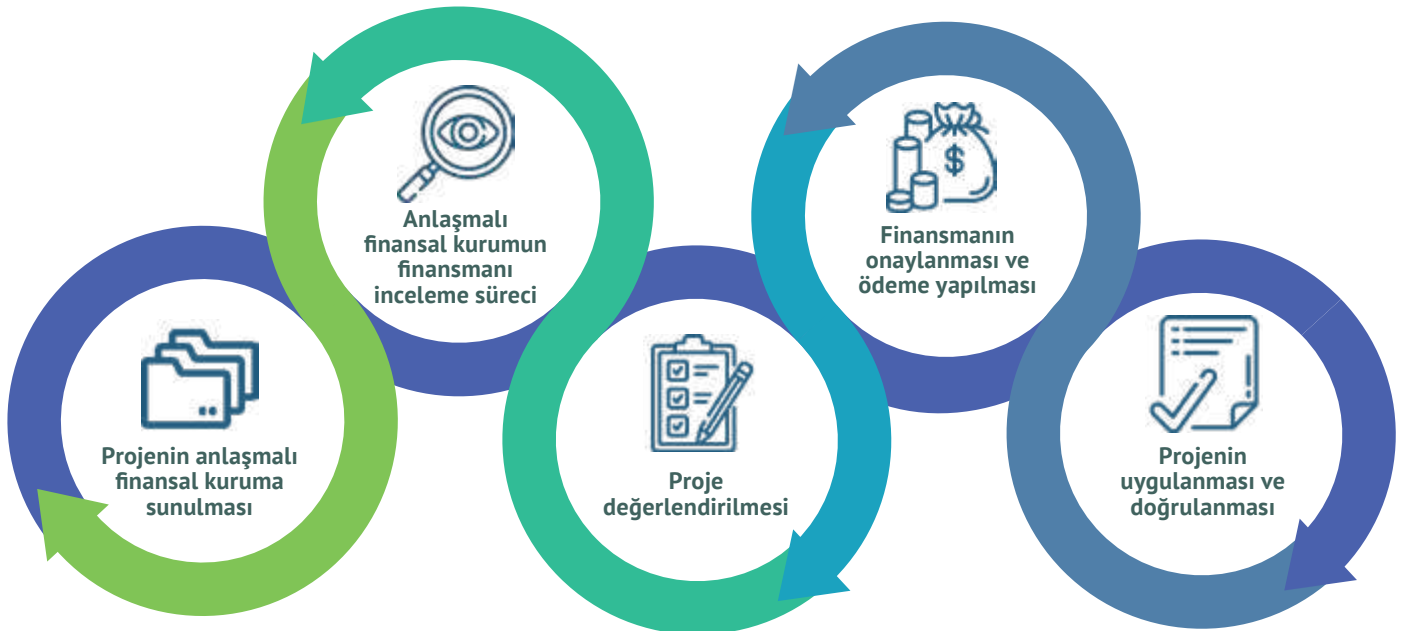 Projenin anlaşmalı
finansal kuruma
sunulması
Anlaşmalı
finansal kurumun
finansmanı
inceleme süreci
Proje
değerlendirilmesi
$
Finansmanın
onaylanması ve
ödeme yapılması
Projenin
uygulanması ve
doğrulanması